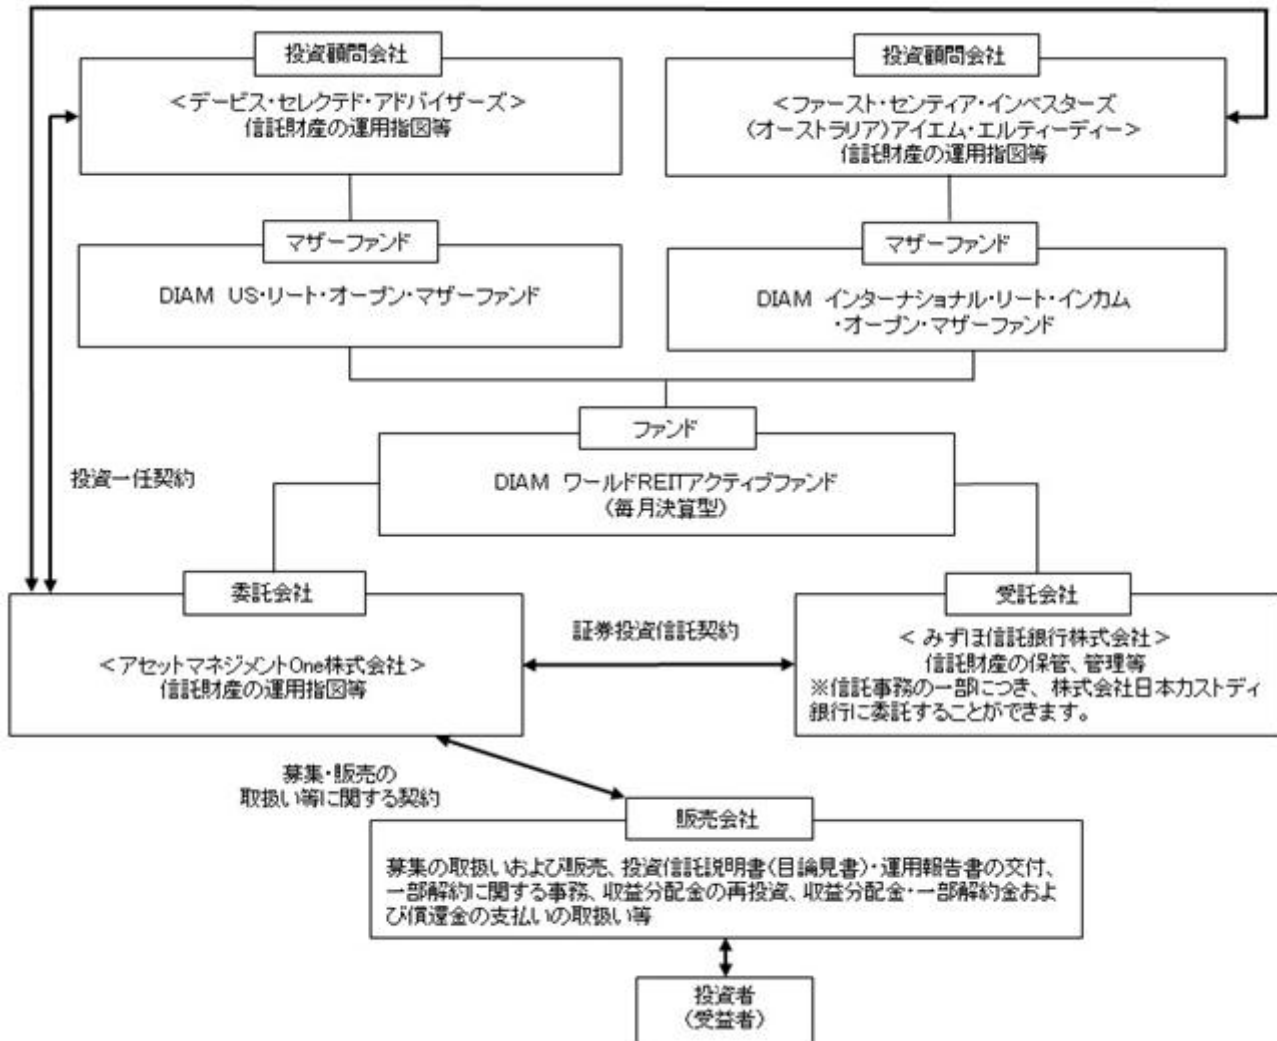 投資顧問会社
<デービス・セレクテド・アドバイザーズ>
信託財産の運用指図等
投資顧問会社
<ファースト・センティア・インベスターズ
(オーストラリア)アイエム・エルティーディー>
信託財産の運用指図等
マザーファンド
DIAM US・リート・オープン・マザーファンド
マザーファンド
DIAM インターナショナル・リート・インカム
・オープン・マザーファンド
ファンド
DIAM ワールドREITアクティブファンド
(毎月決算型)
投資一任契約
委託会社
<アセットマネジメントOne株式会社>
信託財産の運用指図等
証券投資信託契約
受託会社
< みずほ信託銀行株式会社>
信託財産の保管、管理等
※信託事務の一部につき、株式会社日本カストディ
銀行に委託することができます。
募集・販売の
取扱い等に関する契約
販売会社
募集の取扱いおよび販売、投資信託説明書(目論見書)・運用報告書の交付、
一部解約に関する事務、収益分配金の再投資、収益分配金・一部解約金およ
び償還金の支払いの取扱い等
投資者
(受益者)